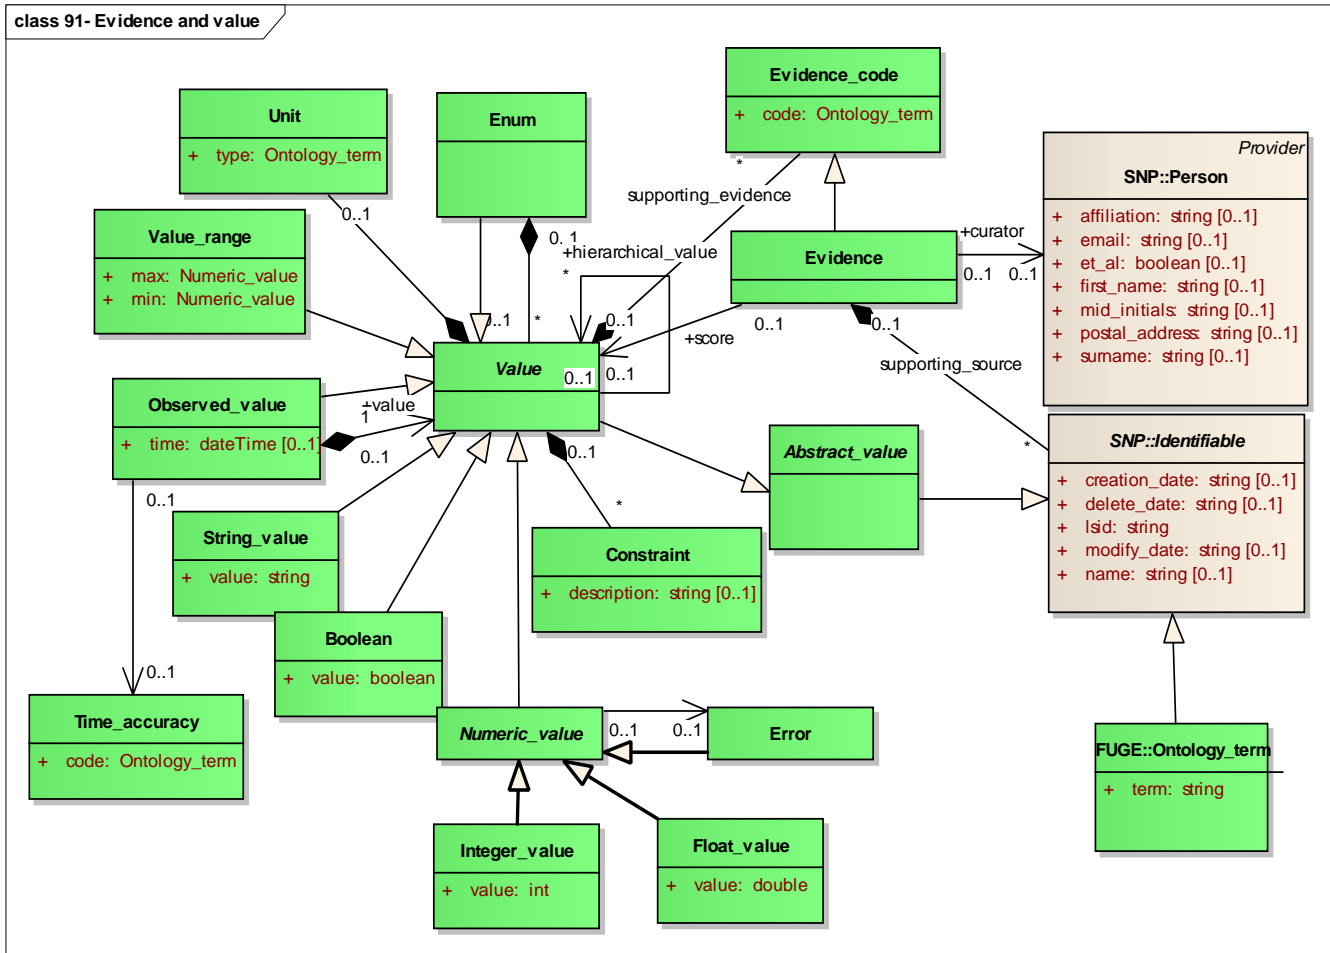 class 91- Evidence and value
Evidence_code
+ code: Ontology_term
Unit
+ type: Ontology_term
Enum
Provider
SNP::Person
+ affiliation: string [0..1]
+ email: string [0..1]
+ et_al: boolean [0..1]
+ first_name: string [0..1]
+ mid_initials: string [0..1]
+ postal_address: string [0..1]
+ surname: string [0..1]
*
supporting_evidence
0..1
Value_range
+ max: Numeric_value
+ min: Numeric_value
0..1
+hierarchical_value
*
Evidence
+curator
0..1
0..1
0..1
*
0..1
0..1
0..1
+score
supporting_source
Value
0..1
0..1
Observed_value
+ time: dateTime [0..1]
+value
1
0..1
Abstract_value
SNP::Identifiable
+ creation_date: string [0..1]
+ delete_date: string [0..1]
+ lsid: string
+ modify_date: string [0..1]
+ name: string [0..1]
*
0..1
*
0..1
String_value
+ value: string
Constraint
+ description: string [0..1]
Boolean
+ value: boolean
0..1
Time_accuracy
+ code: Ontology_term
Numeric_value
0..1
0..1
Error
FUGE::Ontology_term
+ term: string
Integer_value
+ value: int
Float_value
+ value: double